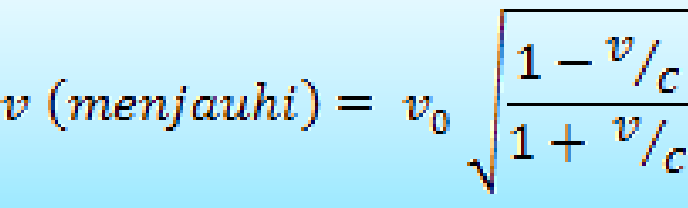 v (menjauhi) = v₀ √((1 − v/c)/(1 + v/c))